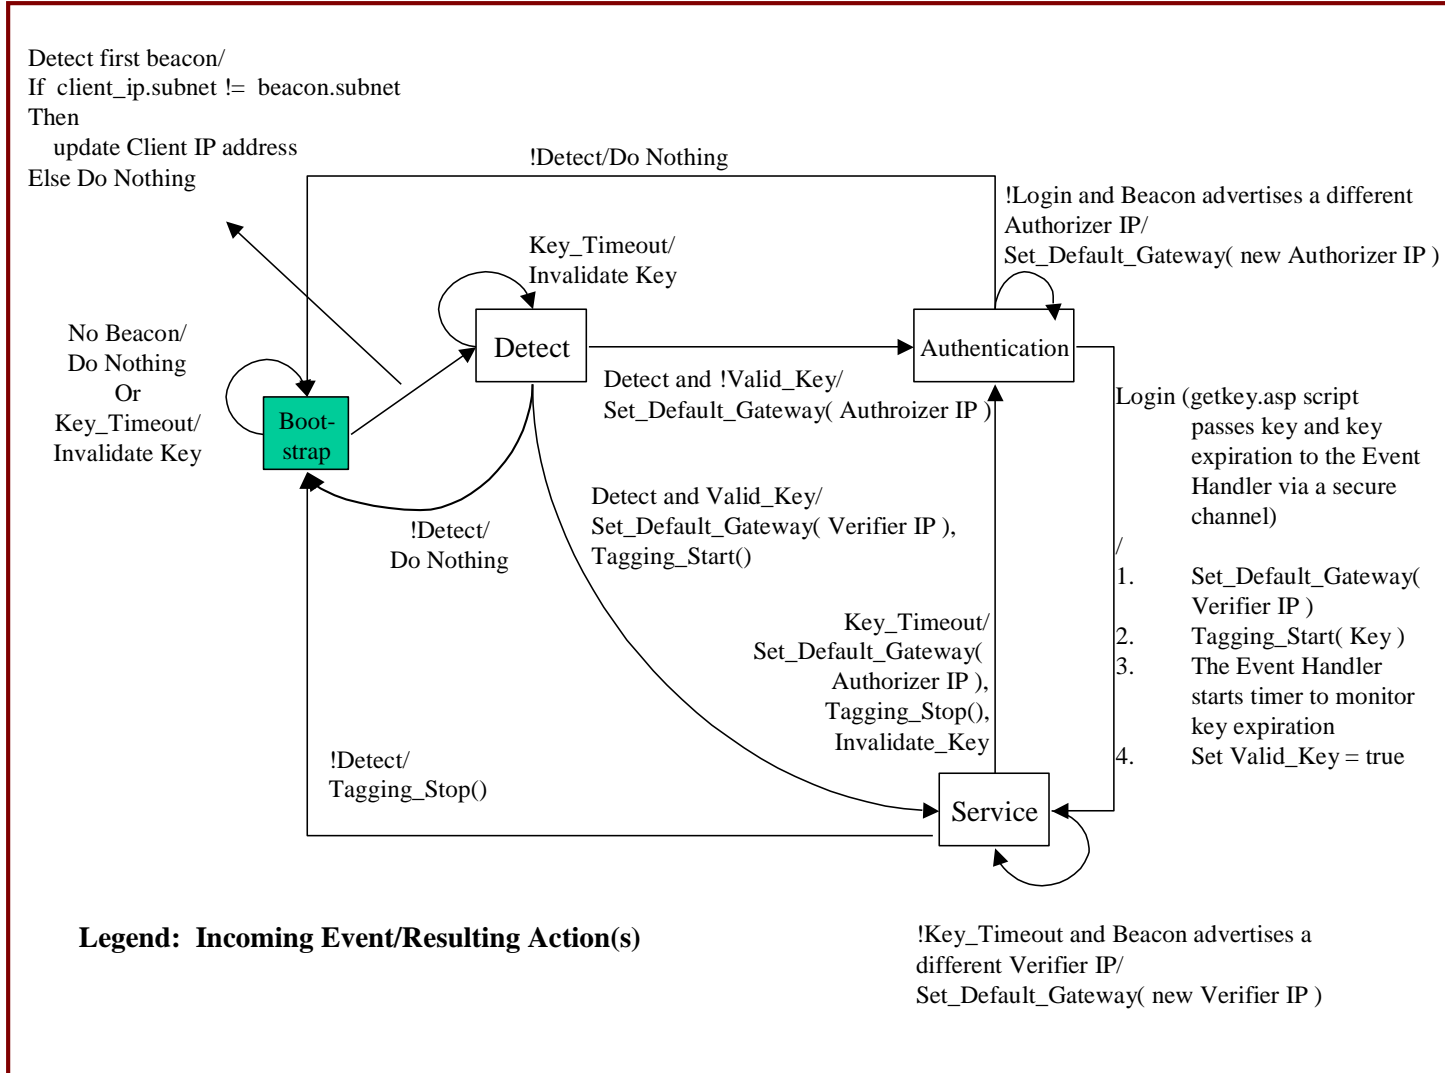 Detect first beacon/
If  client_ip.subnet !=  beacon.subnet
Then
update Client IP address
Else Do Nothing
!Detect/Do Nothing
!Login and Beacon advertises a different
Authorizer IP/
Set_Default_Gateway( new Authorizer IP )
Key_Timeout/
Invalidate Key
No Beacon/
Do Nothing
Or
Key_Timeout/
Invalidate Key
Detect
Authentication
Boot-
strap
Detect and !Valid_Key/
Set_Default_Gateway( Authroizer IP )
Login (getkey.asp script
passes key and key
expiration to the Event
Handler via a secure
channel)
/
1. Set_Default_Gateway(
Verifier IP )
2. Tagging_Start( Key )
3. The Event Handler
starts timer to monitor
key expiration
4. Set Valid_Key = true
!Detect/
Do Nothing
Detect and Valid_Key/
Set_Default_Gateway( Verifier IP ),
Tagging_Start()
Key_Timeout/
Set_Default_Gateway(
Authorizer IP ),
Tagging_Stop(),
Invalidate_Key
!Detect/
Tagging_Stop()
Service
Legend:  Incoming Event/Resulting Action(s)
!Key_Timeout and Beacon advertises a
different Verifier IP/
Set_Default_Gateway( new Verifier IP )